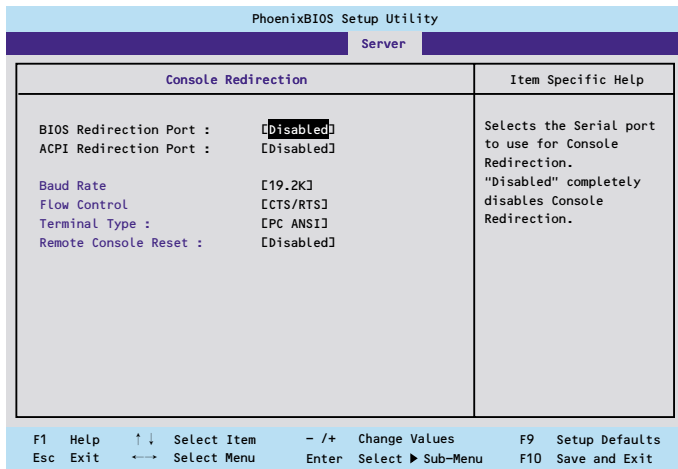 PhoenixBIOS Setup Utility
Server
Console Redirection
Item Specific Help
BIOS Redirection Port : [Disabled]
ACPI Redirection Port : [Disabled]
Baud Rate [19.2K]
Flow Control [CTS/RTS]
Terminal Type : [PC ANSI]
Remote Console Reset : [Disabled]
Selects the Serial port
to use for Console
Redirection.
"Disabled" completely
disables Console
Redirection.
F1 Help ↑↓ Select Item - /+ Change Values F9 Setup Defaults
Esc Exit ←→ Select Menu Enter Select ▶ Sub-Menu F10 Save and Exit